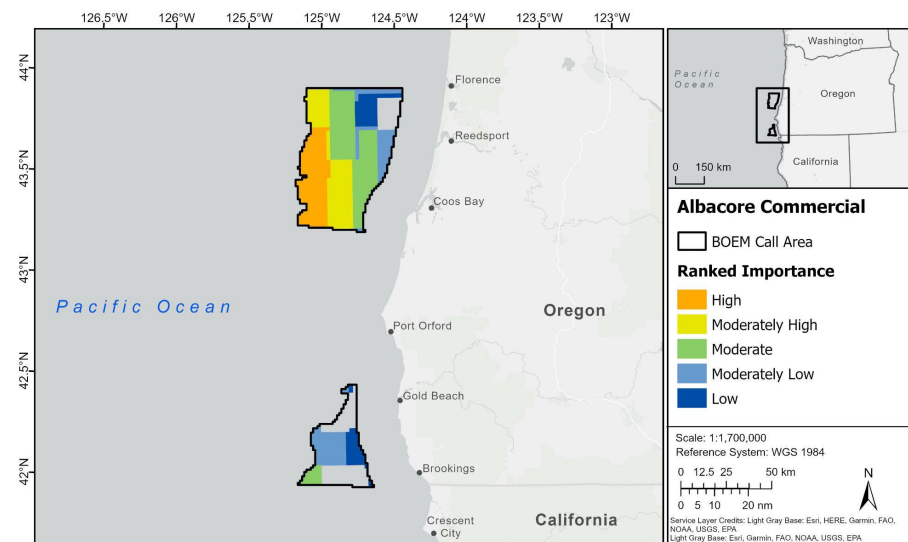 126,5°W 126°W 125,5°W 125°W 124,5°W 124°W 123,5°W 123°W
44°N
43,5°N
43°N
42,5°N
42°N
Florence
Reedsport
Coos Bay
Pacific Ocean
Oregon
Port Orford
Gold Beach
Brookings
Crescent
City
California
Washington
Pacific
Ocean
Oregon
California
0 150 km
Albacore Commercial
BOEM Call Area
Ranked Importance
High
Moderately High
Moderate
Moderately Low
Low
Scale: 1:1,700,000
Reference System: WGS 1984
0 12.5 25 50 km
0 5 10 20 nm
N
Service Layer Credits: Light Gray Base: Esri, HERE, Garmin, FAO,
NOAA, USGS, EPA
Light Gray Base: Esri, Garmin, FAO, NOAA, USGS, EPA